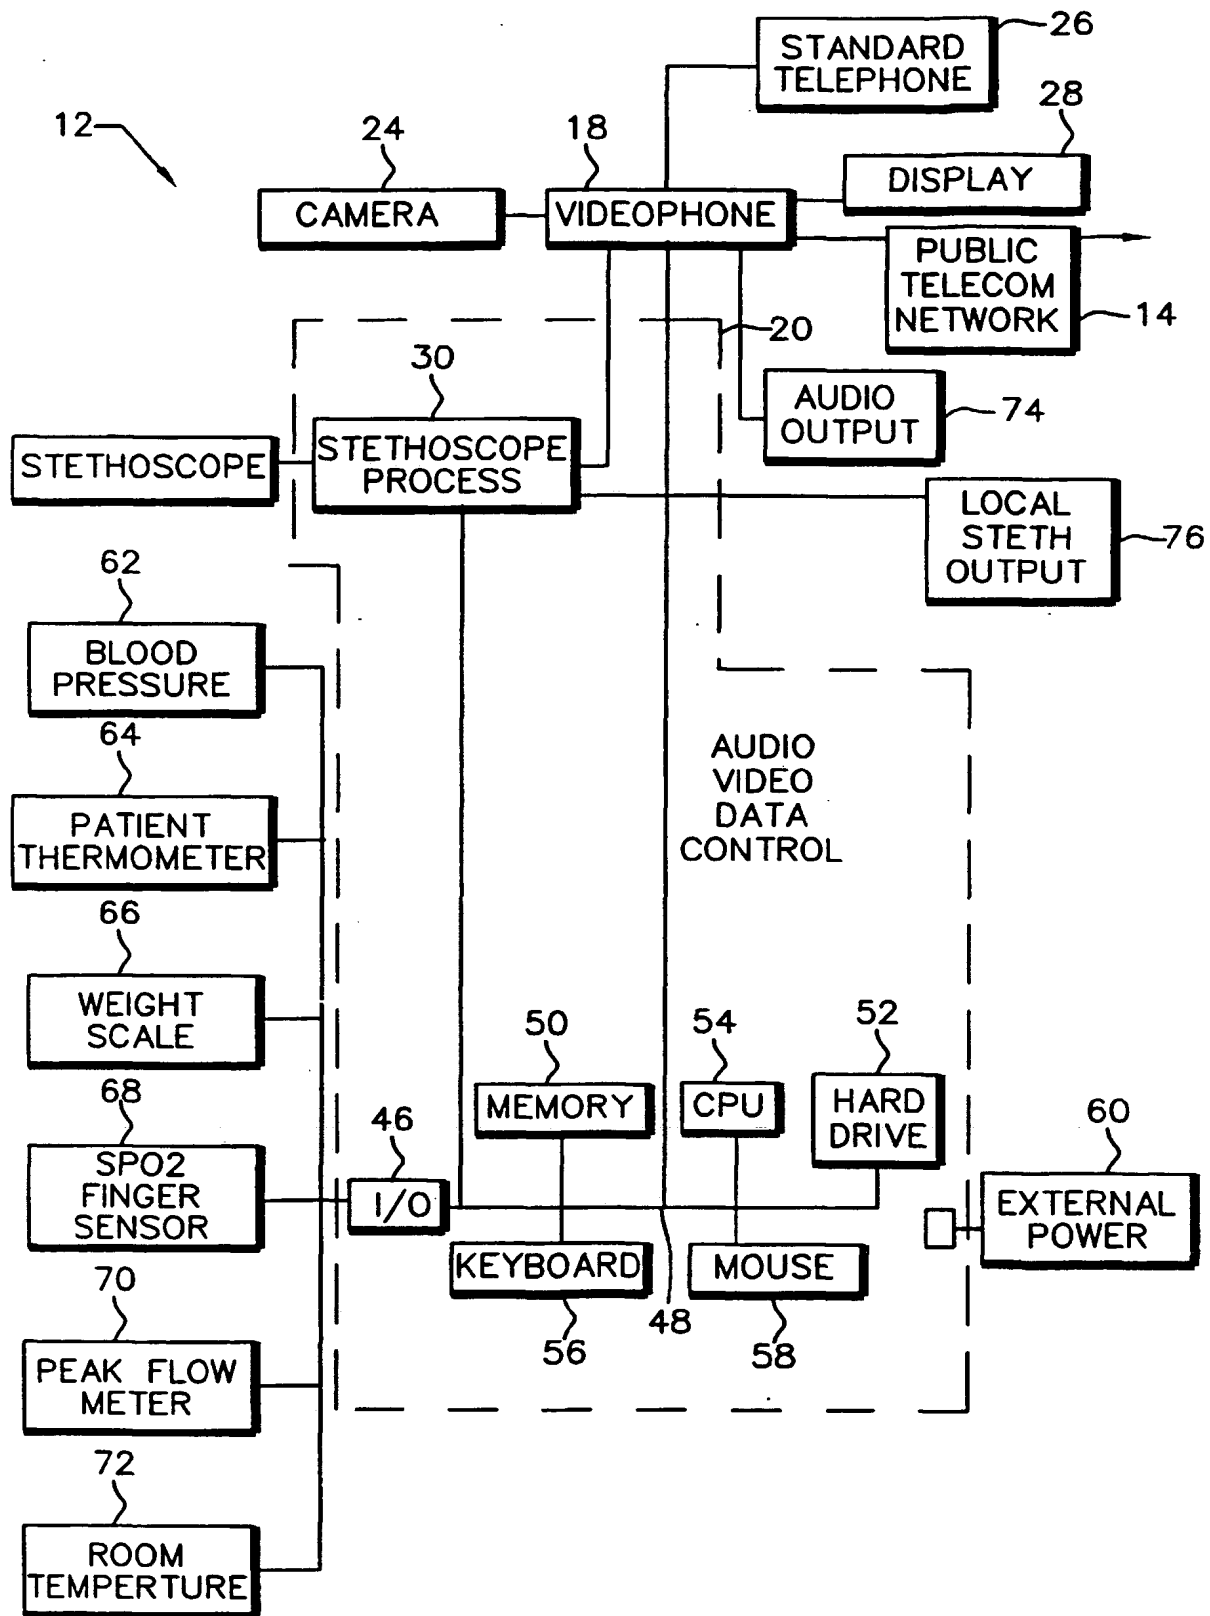 26
STANDARD
TELEPHONE
28
12
24
18
DISPLAY
CAMERA
VIDEOPHONE
PUBLIC
TELECOM
NETWORK
14
20
30
AUDIO
OUTPUT
74
STETHOSCOPE
STETHOSCOPE
PROCESS
LOCAL
STETH
OUTPUT
76
62
BLOOD
PRESSURE
64
AUDIO
VIDEO
DATA
CONTROL
PATIENT
THERMOMETER
66
WEIGHT
SCALE
50
54
52
MEMORY
CPU
HARD
DRIVE
68
SPO2
FINGER
SENSOR
46
I/O
60
EXTERNAL
POWER
KEYBOARD
MOUSE
48
56
58
70
PEAK FLOW
METER
72
ROOM
TEMPERTURE